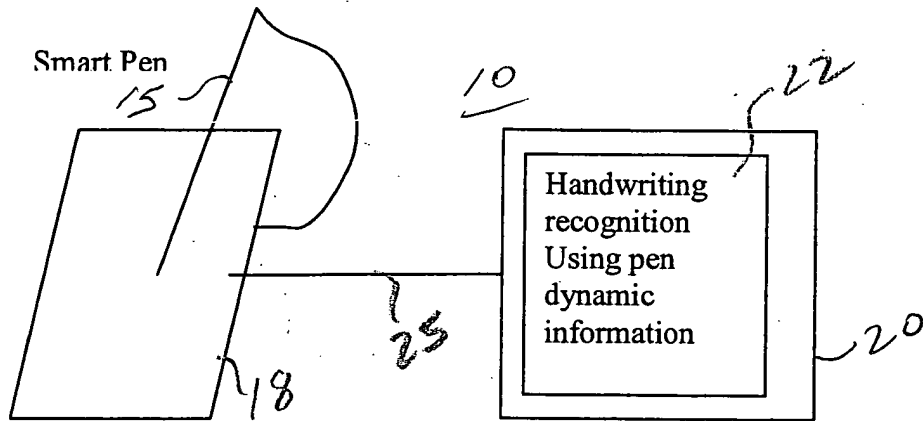 Smart Pen
15
10
22
Handwriting
recognition
Using pen
dynamic
information
25
20
18